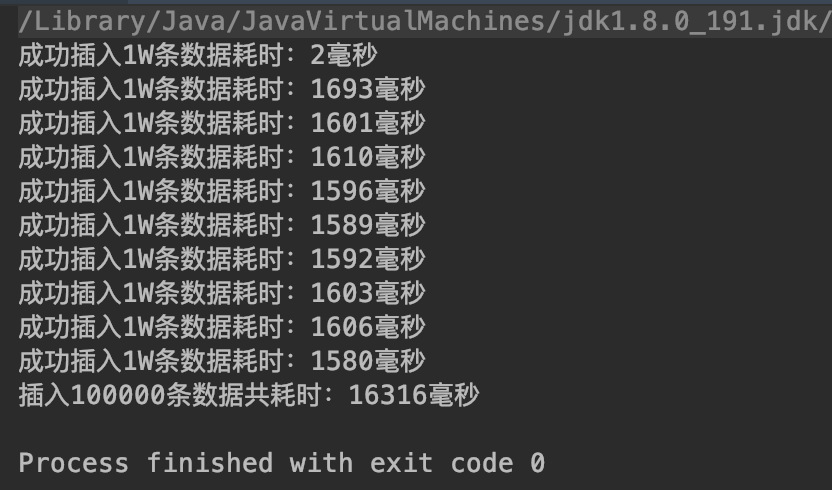 /Library/Java/JavaVirtualMachines/jdk1.8.0_191.jdk/
成功插入1W条数据耗时：2毫秒
成功插入1W条数据耗时：1693毫秒
成功插入1W条数据耗时：1601毫秒
成功插入1W条数据耗时：1610毫秒
成功插入1W条数据耗时：1596毫秒
成功插入1W条数据耗时：1589毫秒
成功插入1W条数据耗时：1592毫秒
成功插入1W条数据耗时：1603毫秒
成功插入1W条数据耗时：1606毫秒
成功插入1W条数据耗时：1580毫秒
插入100000条数据共耗时：16316毫秒
Process finished with exit code 0